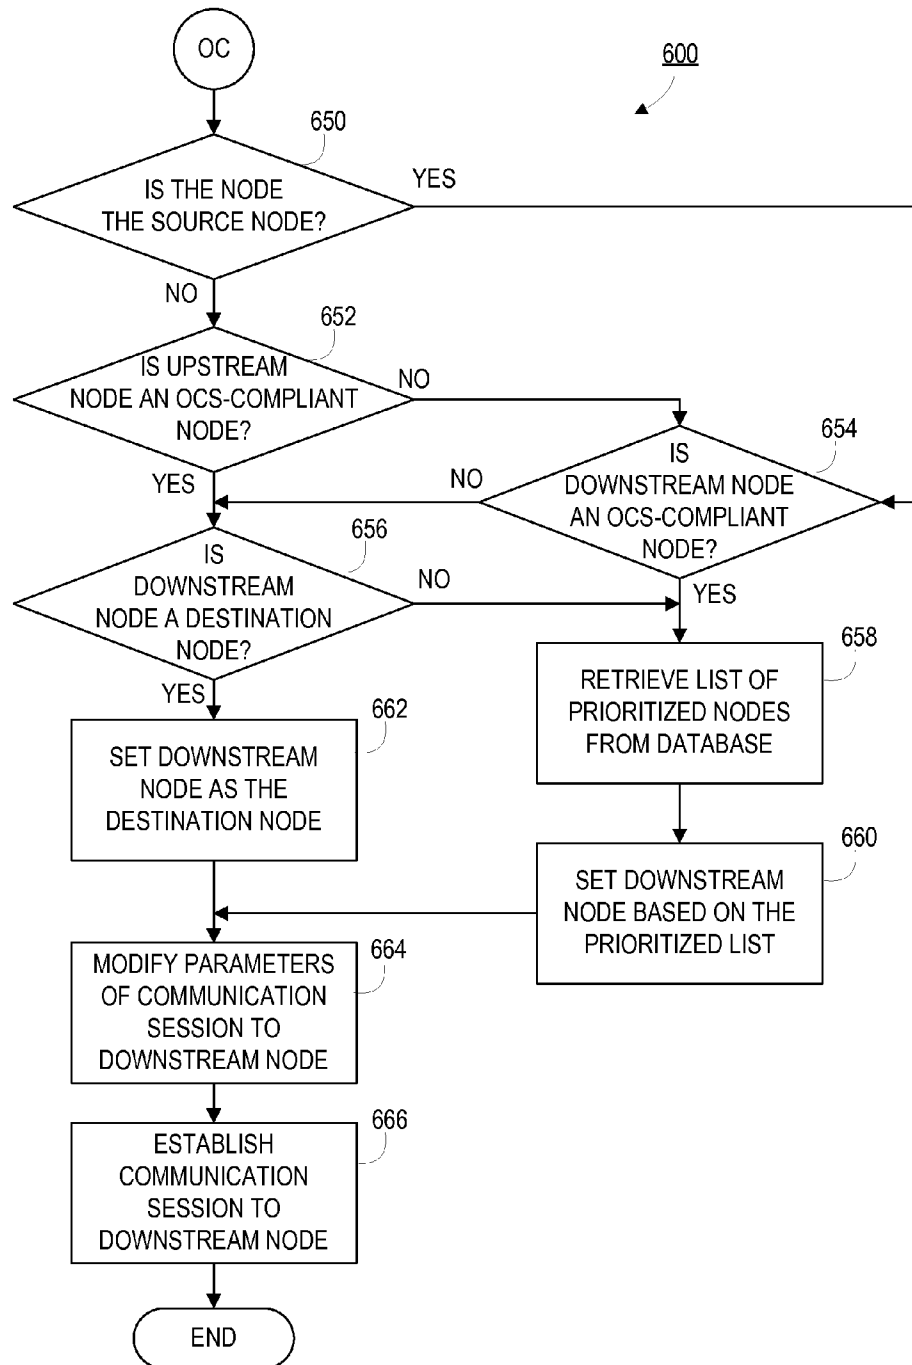 OC
600
650
IS THE NODE
THE SOURCE NODE?
YES
NO
652
IS UPSTREAM
NODE AN OCS-COMPLIANT
NODE?
NO
YES
654
IS
DOWNSTREAM NODE
AN OCS-COMPLIANT
NODE?
NO
YES
656
IS
DOWNSTREAM
NODE A DESTINATION
NODE?
NO
YES
658
RETRIEVE LIST OF
PRIORITIZED NODES
FROM DATABASE
662
SET DOWNSTREAM
NODE AS THE
DESTINATION NODE
660
SET DOWNSTREAM
NODE BASED ON THE
PRIORITIZED LIST
664
MODIFY PARAMETERS
OF COMMUNICATION
SESSION TO
DOWNSTREAM NODE
666
ESTABLISH
COMMUNICATION
SESSION TO
DOWNSTREAM NODE
END